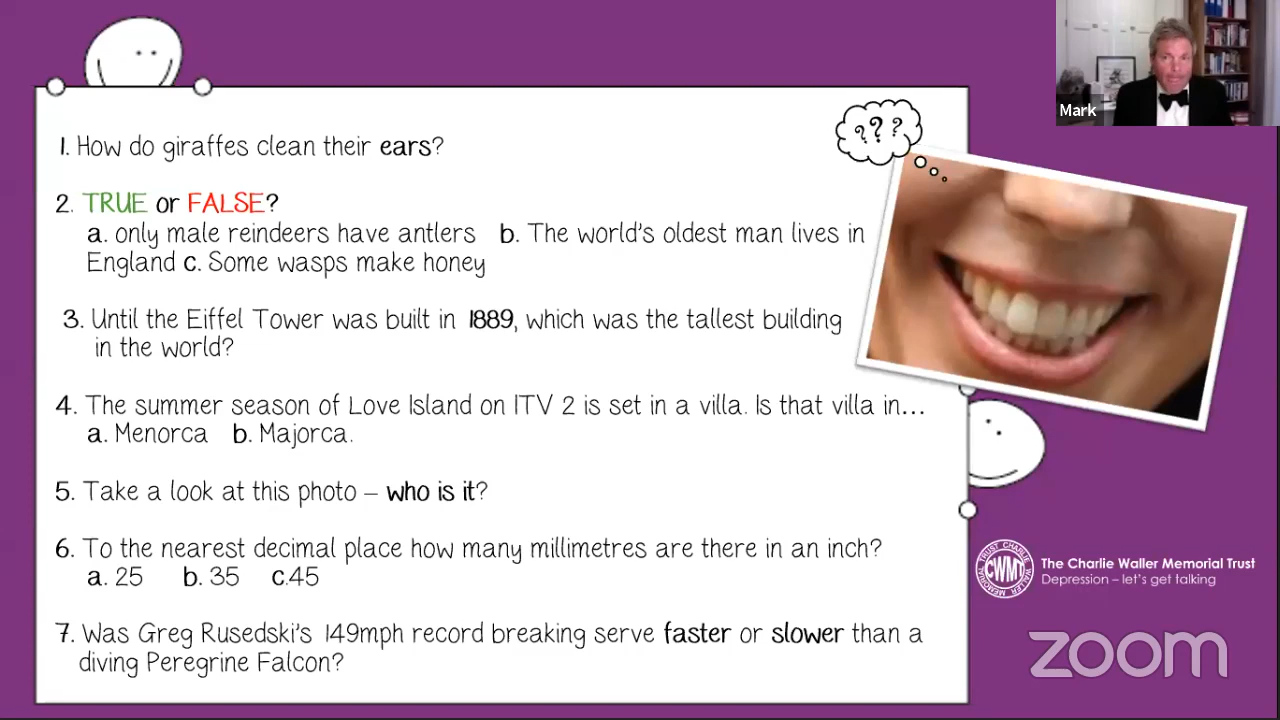 Mark
???
1. How do giraffes clean their ears?
2. TRUE or FALSE?
a. only male reindeers have antlers b. The world's oldest man lives in
England c. Some wasps make honey
3. Until the Eiffel Tower was built in 1889, which was the tallest building
in the world?
4. The summer season of Love Island on ITV 2 is set in a villa. Is that villa in...
a. Menorca b. Majorca.
5. Take a look at this photo – who is it?
6. To the nearest decimal place how many millimetres are there in an inch?
a. 25 b. 35 c.45
7. Was Greg Rusedski's 149mph record breaking serve faster or slower than a
diving Peregrine Falcon?
CWMT
The Charlie Waller Memorial Trust
Depression – let's get talking
zoom